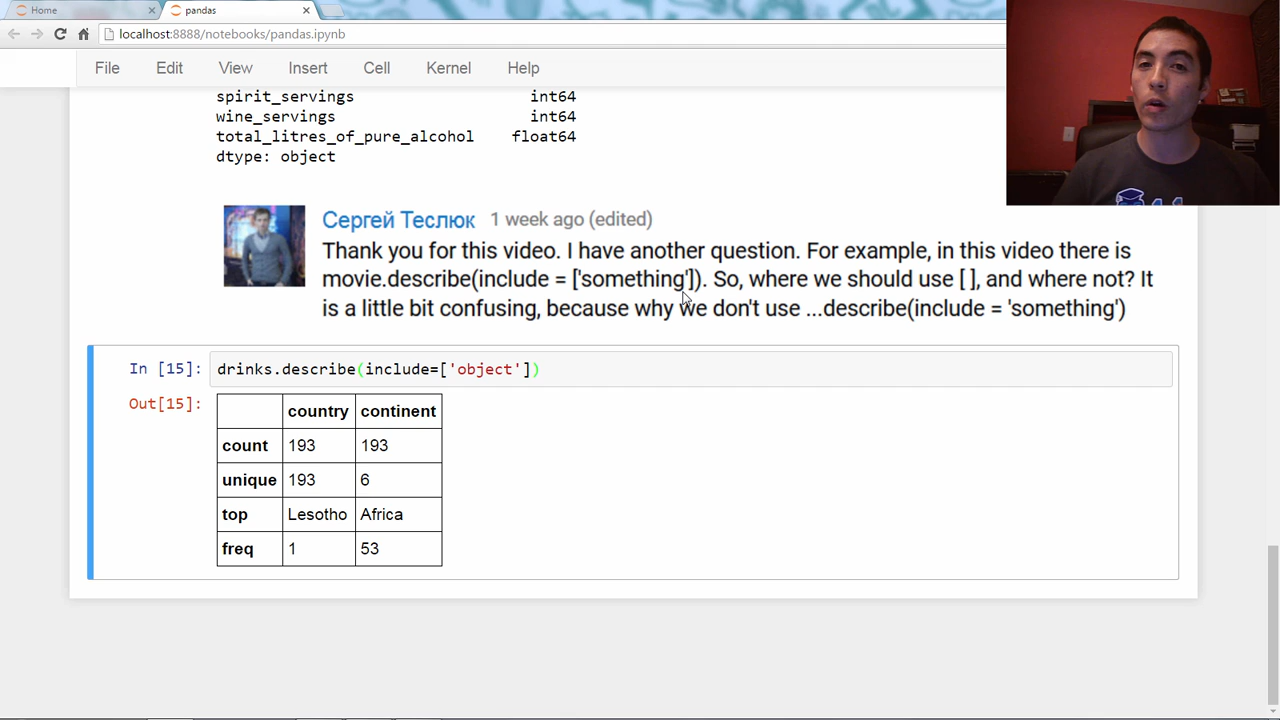 Home
pandas
localhost:8888/notebooks/pandas.ipynb
File Edit View Insert Cell Kernel Help
spirit_servings int64
wine_servings int64
total_litres_of_pure_alcohol float64
dtype: object
Сергей Теслюк 1 week ago (edited)
Thank you for this video. I have another question. For example, in this video there is
movie.describe(include = ['something']). So, where we should use [ ], and where not? It
is a little bit confusing, because why we don't use ...describe(include = 'something')
In [15]: drinks.describe(include=['object'])
Out[15]:
country continent
count 193 193
unique 193 6
top Lesotho Africa
freq 1 53